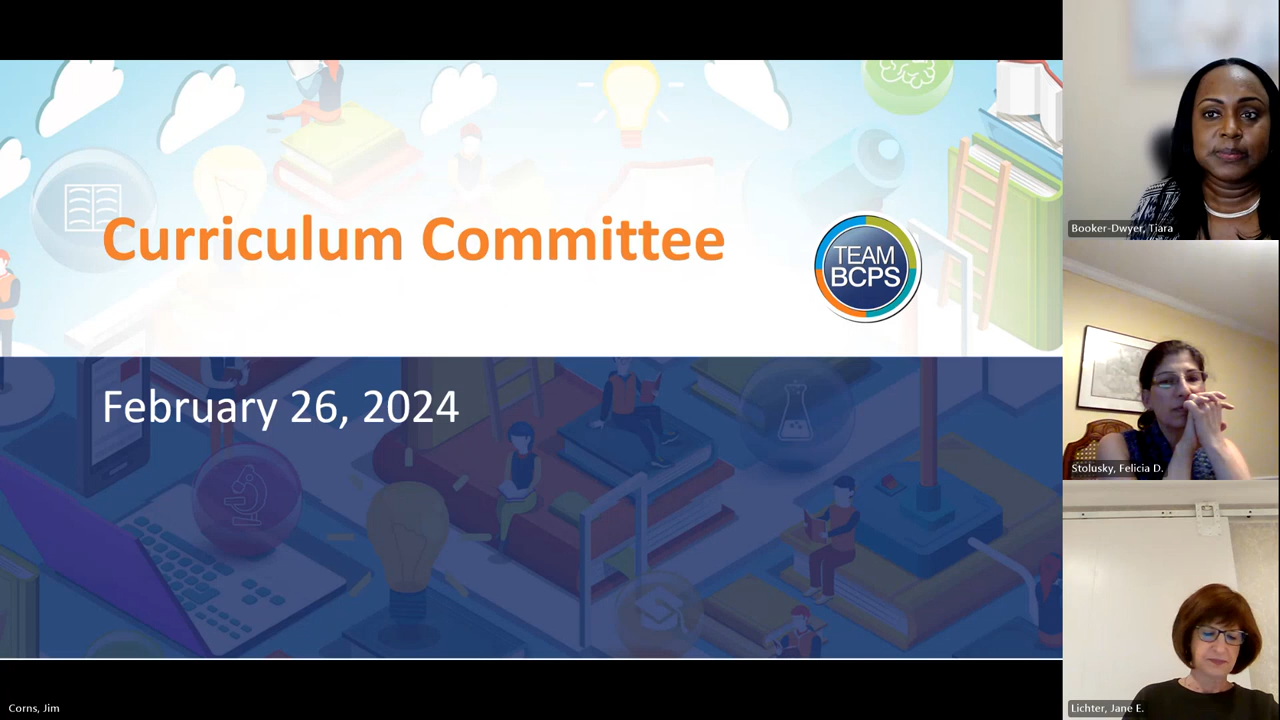 Curriculum Committee
TEAM
BCPS
February 26, 2024
Corns, Jim
Booker-Dwyer, Tiara
Stolusky, Felicia D.
Lichter, Jane E.